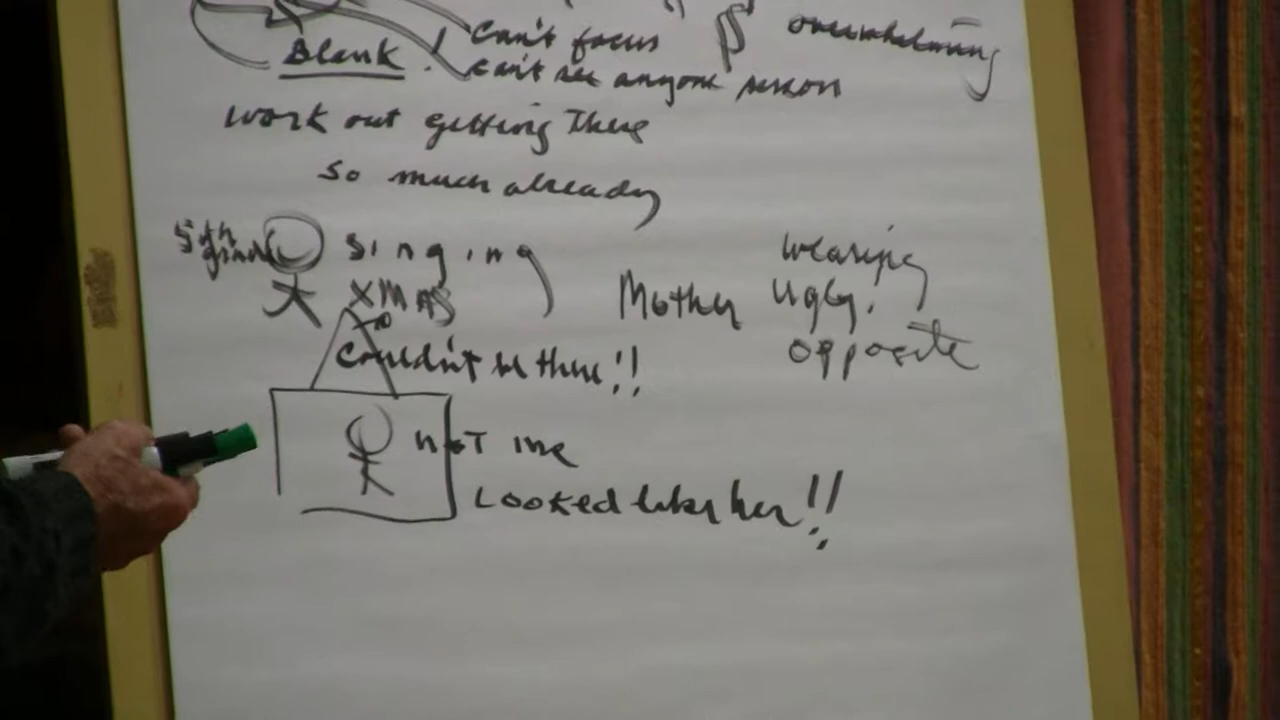 Can't focus
overwhelming
Blank!
can't see anyone person
work out getting There
so much already
5th grade
singing
XMAS
Mother
wearing
ugly.
opposite
couldn't be there!!
NOT me
Looked like her!!